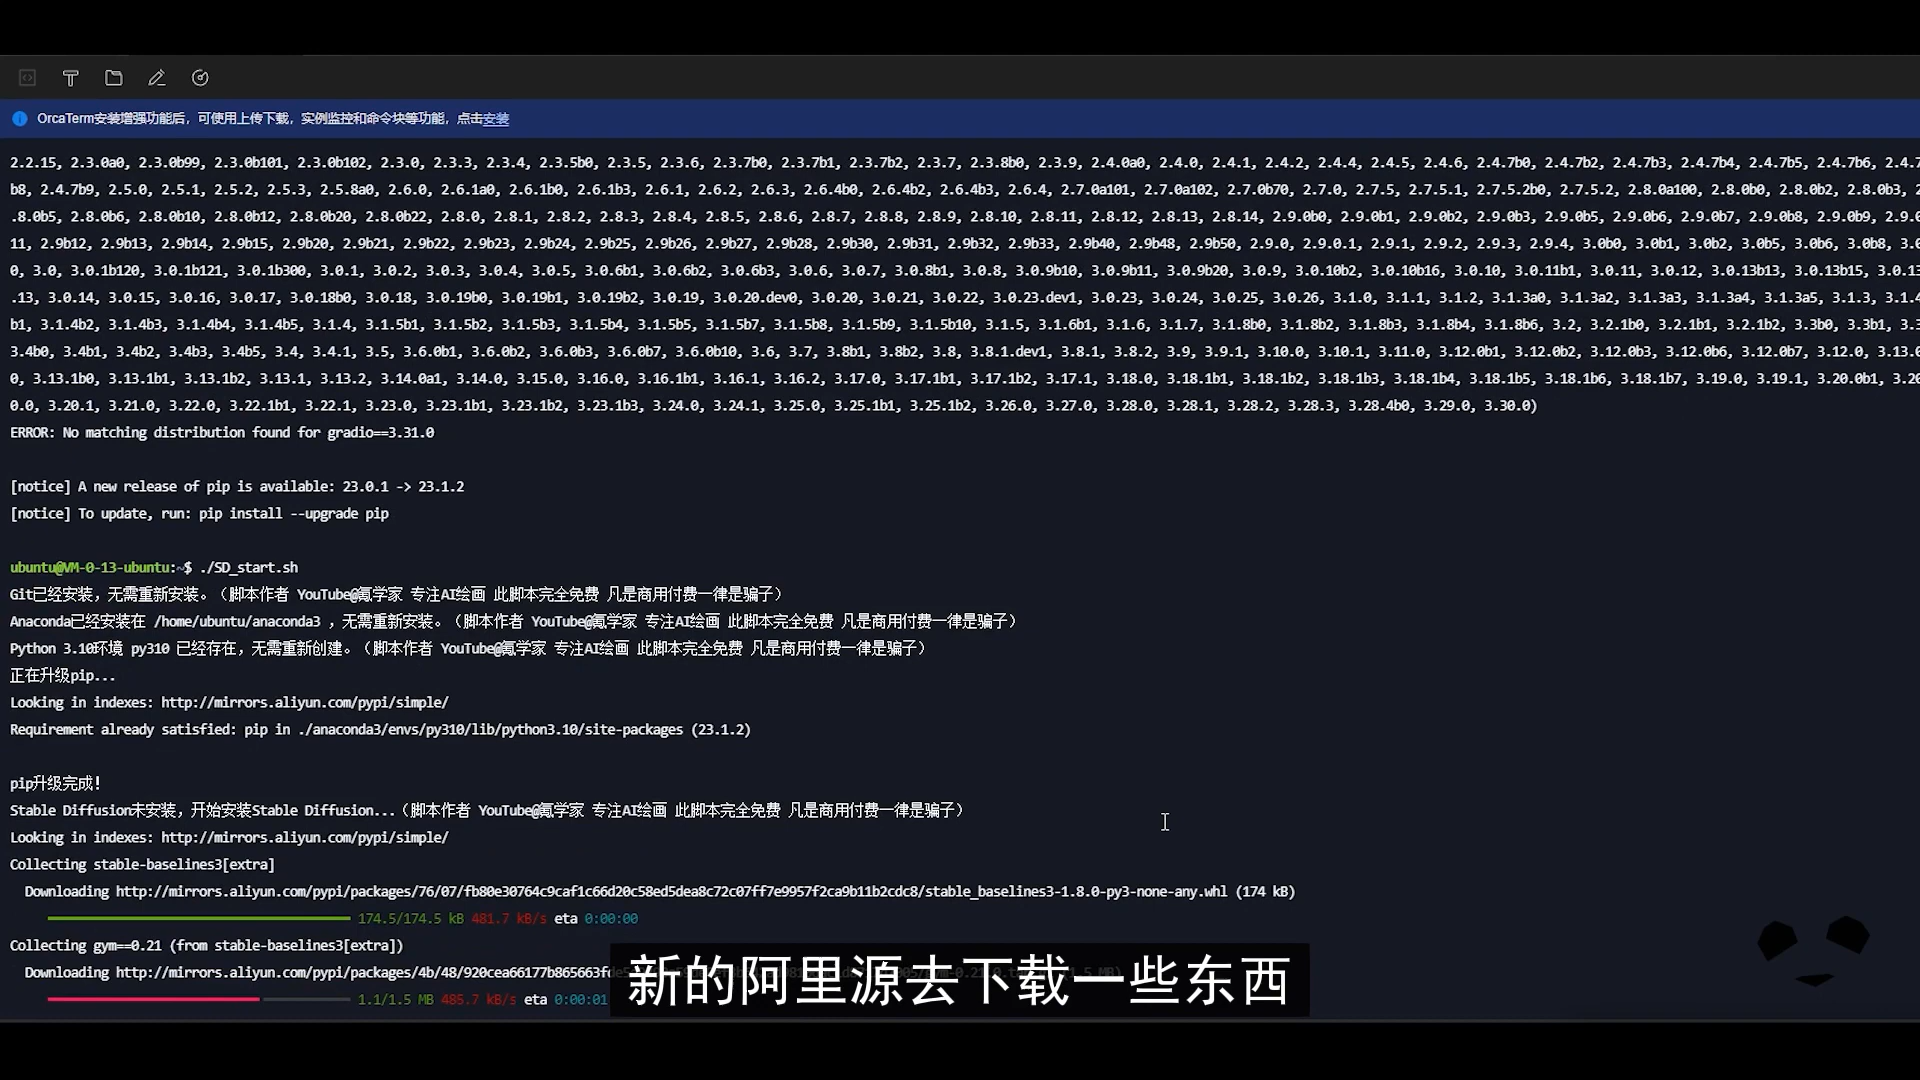 OrcaTerm安装增强功能后，可使用上传下载，实例监控和命令块等功能，点击安装
2.2.15, 2.3.0a0, 2.3.0b99, 2.3.0b101, 2.3.0b102, 2.3.0, 2.3.3, 2.3.4, 2.3.5b0, 2.3.5, 2.3.6, 2.3.7b0, 2.3.7b1, 2.3.7b2, 2.3.7, 2.3.8b0, 2.3.9, 2.4.0a0, 2.4.0, 2.4.1, 2.4.2, 2.4.4, 2.4.5, 2.4.6, 2.4.7b0, 2.4.7b2, 2.4.7b3, 2.4.7b4, 2.4.7b5, 2.4.7b6, 2.4.7
b8, 2.4.7b9, 2.5.0, 2.5.1, 2.5.2, 2.5.3, 2.5.8a0, 2.6.0, 2.6.1a0, 2.6.1b0, 2.6.1b3, 2.6.1, 2.6.2, 2.6.3, 2.6.4b0, 2.6.4b2, 2.6.4b3, 2.6.4, 2.7.0a101, 2.7.0a102, 2.7.0b70, 2.7.0, 2.7.5, 2.7.5.1, 2.7.5.2b0, 2.7.5.2, 2.8.0a100, 2.8.0b0, 2.8.0b2, 2.8.0b3, 2
.8.0b5, 2.8.0b6, 2.8.0b10, 2.8.0b12, 2.8.0b20, 2.8.0b22, 2.8.0, 2.8.1, 2.8.2, 2.8.3, 2.8.4, 2.8.5, 2.8.6, 2.8.7, 2.8.8, 2.8.9, 2.8.10, 2.8.11, 2.8.12, 2.8.13, 2.8.14, 2.9.0b0, 2.9.0b1, 2.9.0b2, 2.9.0b3, 2.9.0b5, 2.9.0b6, 2.9.0b7, 2.9.0b8, 2.9.0b9, 2.9.0
11, 2.9b12, 2.9b13, 2.9b14, 2.9b15, 2.9b20, 2.9b21, 2.9b22, 2.9b23, 2.9b24, 2.9b25, 2.9b26, 2.9b27, 2.9b28, 2.9b30, 2.9b31, 2.9b32, 2.9b33, 2.9b40, 2.9b48, 2.9b50, 2.9.0, 2.9.0.1, 2.9.1, 2.9.2, 2.9.3, 2.9.4, 3.0b0, 3.0b1, 3.0b2, 3.0b5, 3.0b6, 3.0b8, 3.0
0, 3.0, 3.0.1b120, 3.0.1b121, 3.0.1b300, 3.0.1, 3.0.2, 3.0.3, 3.0.4, 3.0.5, 3.0.6b1, 3.0.6b2, 3.0.6b3, 3.0.6, 3.0.7, 3.0.8b1, 3.0.8, 3.0.9b10, 3.0.9b11, 3.0.9b20, 3.0.9, 3.0.10b2, 3.0.10b16, 3.0.10, 3.0.11b1, 3.0.11, 3.0.12, 3.0.13b13, 3.0.13b15, 3.0.13
.13, 3.0.14, 3.0.15, 3.0.16, 3.0.17, 3.0.18b0, 3.0.18, 3.0.19b0, 3.0.19b1, 3.0.19b2, 3.0.19, 3.0.20.dev0, 3.0.20, 3.0.21, 3.0.22, 3.0.23.dev1, 3.0.23, 3.0.24, 3.0.25, 3.0.26, 3.1.0, 3.1.1, 3.1.2, 3.1.3a0, 3.1.3a2, 3.1.3a3, 3.1.3a4, 3.1.3a5, 3.1.3, 3.1.4
b1, 3.1.4b2, 3.1.4b3, 3.1.4b4, 3.1.4b5, 3.1.4, 3.1.5b1, 3.1.5b2, 3.1.5b3, 3.1.5b4, 3.1.5b5, 3.1.5b7, 3.1.5b8, 3.1.5b9, 3.1.5b10, 3.1.5, 3.1.6b1, 3.1.6, 3.1.7, 3.1.8b0, 3.1.8b2, 3.1.8b3, 3.1.8b4, 3.1.8b6, 3.2, 3.2.1b0, 3.2.1b1, 3.2.1b2, 3.3b0, 3.3b1, 3.3
3.4b0, 3.4b1, 3.4b2, 3.4b3, 3.4b5, 3.4, 3.4.1, 3.5, 3.6.0b1, 3.6.0b2, 3.6.0b3, 3.6.0b7, 3.6.0b10, 3.6, 3.7, 3.8b1, 3.8b2, 3.8, 3.8.1.dev1, 3.8.1, 3.8.2, 3.9, 3.9.1, 3.10.0, 3.10.1, 3.11.0, 3.12.0b1, 3.12.0b2, 3.12.0b3, 3.12.0b6, 3.12.0b7, 3.12.0, 3.13.0
0, 3.13.1b0, 3.13.1b1, 3.13.1b2, 3.13.1, 3.13.2, 3.14.0a1, 3.14.0, 3.15.0, 3.16.0, 3.16.1b1, 3.16.1, 3.16.2, 3.17.0, 3.17.1b1, 3.17.1b2, 3.17.1, 3.18.0, 3.18.1b1, 3.18.1b2, 3.18.1b3, 3.18.1b4, 3.18.1b5, 3.18.1b6, 3.18.1b7, 3.19.0, 3.19.1, 3.20.0b1, 3.20
0.0, 3.20.1, 3.21.0, 3.22.0, 3.22.1b1, 3.22.1, 3.23.0, 3.23.1b1, 3.23.1b2, 3.23.1b3, 3.24.0, 3.24.1, 3.25.0, 3.25.1b1, 3.25.1b2, 3.26.0, 3.27.0, 3.28.0, 3.28.1, 3.28.2, 3.28.3, 3.28.4b0, 3.29.0, 3.30.0)
ERROR: No matching distribution found for gradio==3.31.0
[notice] A new release of pip is available: 23.0.1 -> 23.1.2
[notice] To update, run: pip install --upgrade pip
ubuntu@VM-0-13-ubuntu:~$ ./SD_start.sh
Git已经安装，无需重新安装。（脚本作者 YouTube@氪学家 专注AI绘画 此脚本完全免费 凡是商用付费一律是骗子）
Anaconda已经安装在 /home/ubuntu/anaconda3 ，无需重新安装。（脚本作者 YouTube@氪学家 专注AI绘画 此脚本完全免费 凡是商用付费一律是骗子）
Python 3.10环境 py310 已经存在，无需重新创建。（脚本作者 YouTube@氪学家 专注AI绘画 此脚本完全免费 凡是商用付费一律是骗子）
正在升级pip...
Looking in indexes: http://mirrors.aliyun.com/pypi/simple/
Requirement already satisfied: pip in ./anaconda3/envs/py310/lib/python3.10/site-packages (23.1.2)
pip升级完成！
Stable Diffusion未安装，开始安装Stable Diffusion...（脚本作者 YouTube@氪学家 专注AI绘画 此脚本完全免费 凡是商用付费一律是骗子）
Looking in indexes: http://mirrors.aliyun.com/pypi/simple/
Collecting stable-baselines3[extra]
Downloading http://mirrors.aliyun.com/pypi/packages/76/07/fb80e30764c9caf1c66d20c58ed5dea8c72c07ff7e9957f2ca9b11b2cdc8/stable_baselines3-1.8.0-py3-none-any.whl (174 kB)
174.5/174.5 kB 481.7 kB/s eta 0:00:00
Collecting gym==0.21 (from stable-baselines3[extra])
Downloading http://mirrors.aliyun.com/pypi/packages/4b/48/920cea66177b865663f
1.1/1.5 MB 485.7 kB/s eta 0:00:01
新的阿里源去下载一些东西